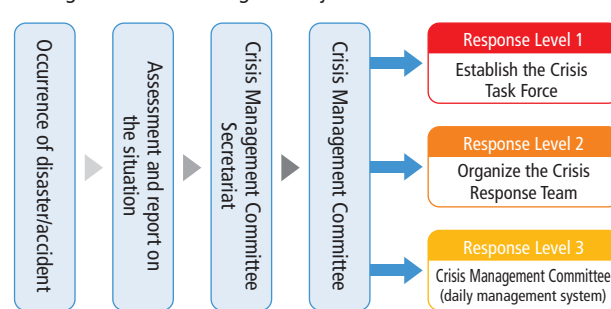 Occurrence of disaster/accident
Assessment and report on
the situation
Crisis Management Committee
Secretariat
Crisis Management Committee
Response Level 1
Establish the Crisis
Task Force
Response Level 2
Organize the Crisis
Response Team
Response Level 3
Crisis Management Committee
(daily management system)